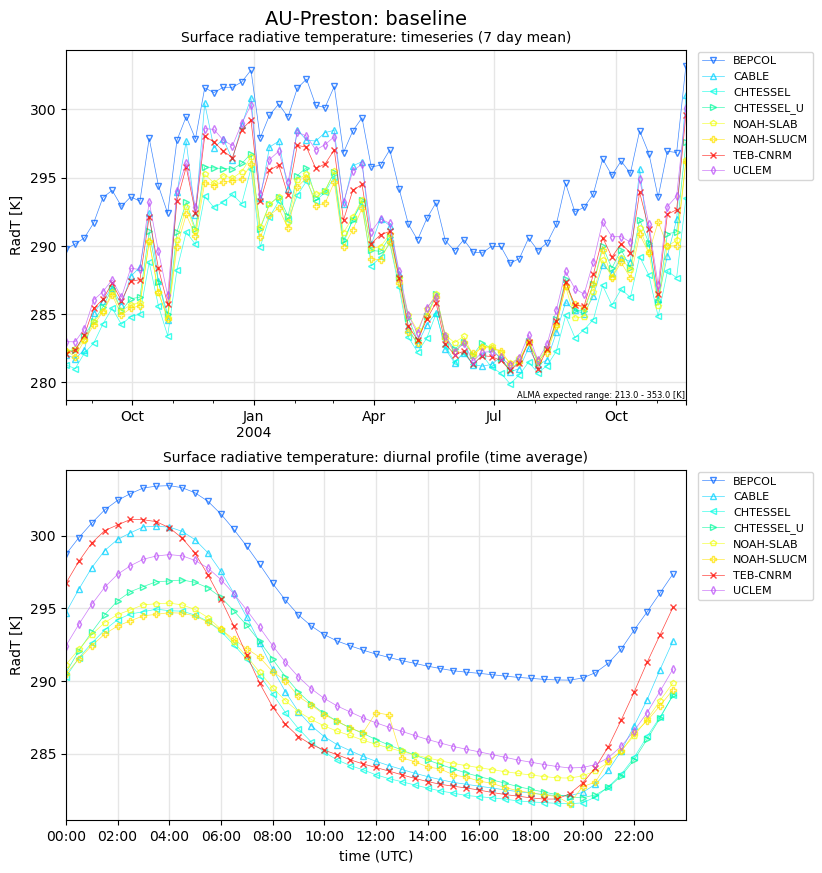 AU-Preston: baseline
Surface radiative temperature: timeseries (7 day mean)
RadT [K]
300
295
290
285
280
Oct
Jan
2004
Apr
Jul
Oct
ALMA expected range: 213.0 - 353.0 [K]
BEPCOL
CABLE
CHTESSEL
CHTESSEL_U
NOAH-SLAB
NOAH-SLUCM
TEB-CNRM
UCLEM
Surface radiative temperature: diurnal profile (time average)
RadT [K]
300
295
290
285
00:00
02:00
04:00
06:00
08:00
10:00
12:00
14:00
16:00
18:00
20:00
22:00
time (UTC)
BEPCOL
CABLE
CHTESSEL
CHTESSEL_U
NOAH-SLAB
NOAH-SLUCM
TEB-CNRM
UCLEM